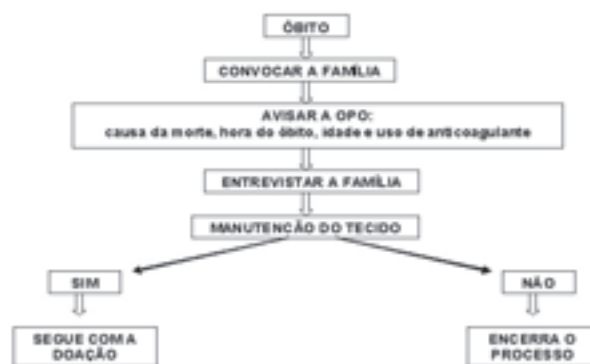 ÓBITO
CONVOCAR A FAMÍLIA
AVISAR A OPO:
causa da morte, hora do óbito, idade e uso de anticoagulante
ENTREVISTAR A FAMÍLIA
MANUTENÇÃO DO TECIDO
SIM
NÃO
SEGUE COM A
DOAÇÃO
ENCERRA O
PROCESSO